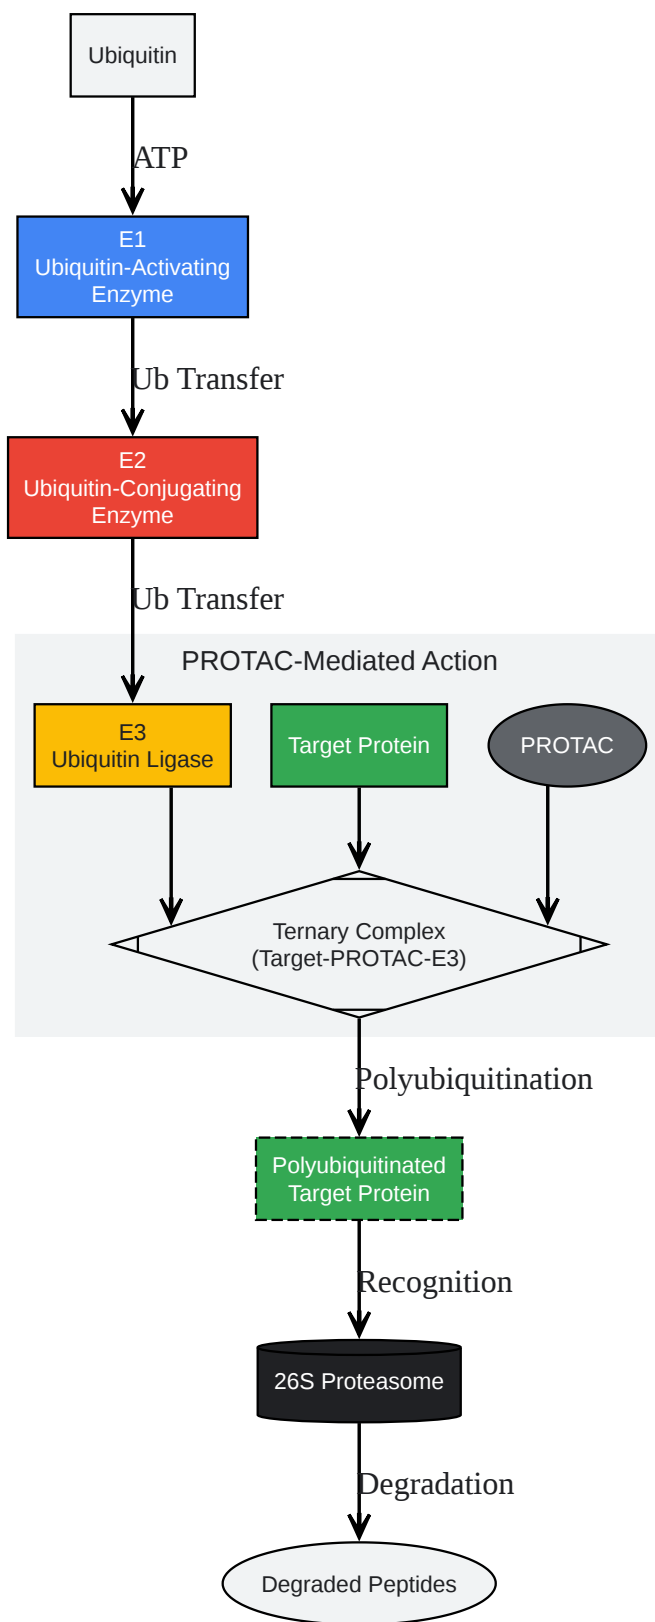 Ubiquitin
ATP
E1
Ubiquitin-Activating
Enzyme
Ub Transfer
E2
Ubiquitin-Conjugating
Enzyme
Ub Transfer
PROTAC-Mediated Action
E3
Ubiquitin Ligase
Target Protein
PROTAC
Ternary Complex
(Target-PROTAC-E3)
Polyubiquitination
Polyubiquitinated
Target Protein
Recognition
26S Proteasome
Degradation
Degraded Peptides